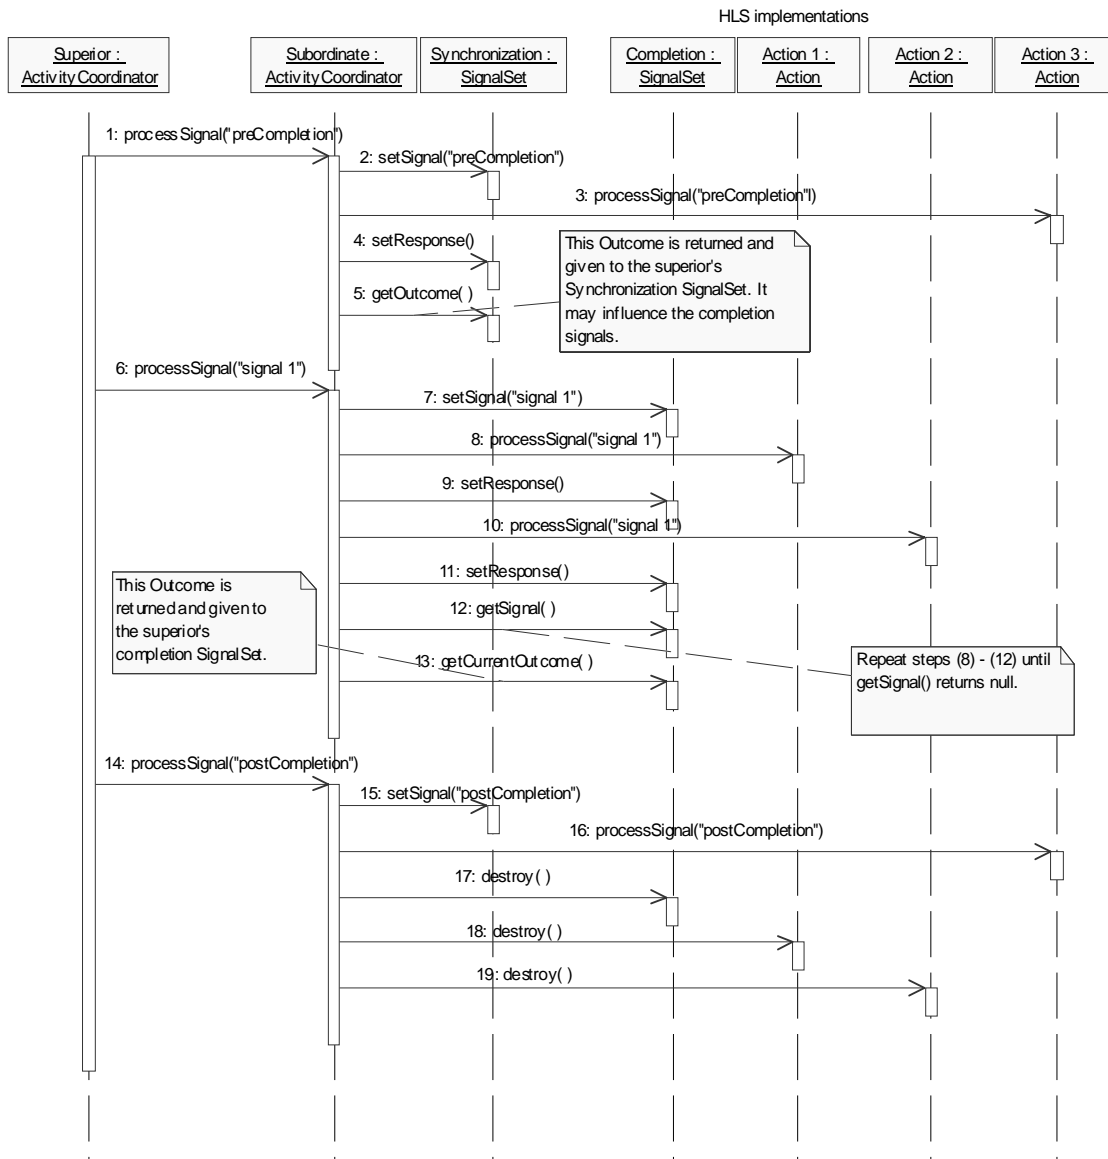 HLS implementations
Superior :
ActivityCoordinator
Subordinate :
ActivityCoordinator
Synchronization :
SignalSet
Completion :
SignalSet
Action 1 :
Action
Action 2 :
Action
Action 3 :
Action
1: processSignal("preCompletion")
2: setSignal("preCompletion")
3: processSignal("preCompletion"l)
4: setResponse()
This Outcome is returned and
given to the superior's
Synchronization SignalSet. It
may influence the completion
signals.
5: getOutcome( )
6: processSignal("signal 1")
7: setSignal("signal 1")
8: processSignal("signal 1")
9: setResponse()
10: processSignal("signal 1")
11: setResponse()
This Outcome is
returned and given to
the superior's
completion SignalSet.
12: getSignal( )
13: getCurrentOutcome( )
Repeat steps (8) - (12) until
getSignal() returns null.
14: processSignal("postCompletion")
15: setSignal("postCompletion")
16: processSignal("postCompletion")
17: destroy( )
18: destroy( )
19: destroy( )